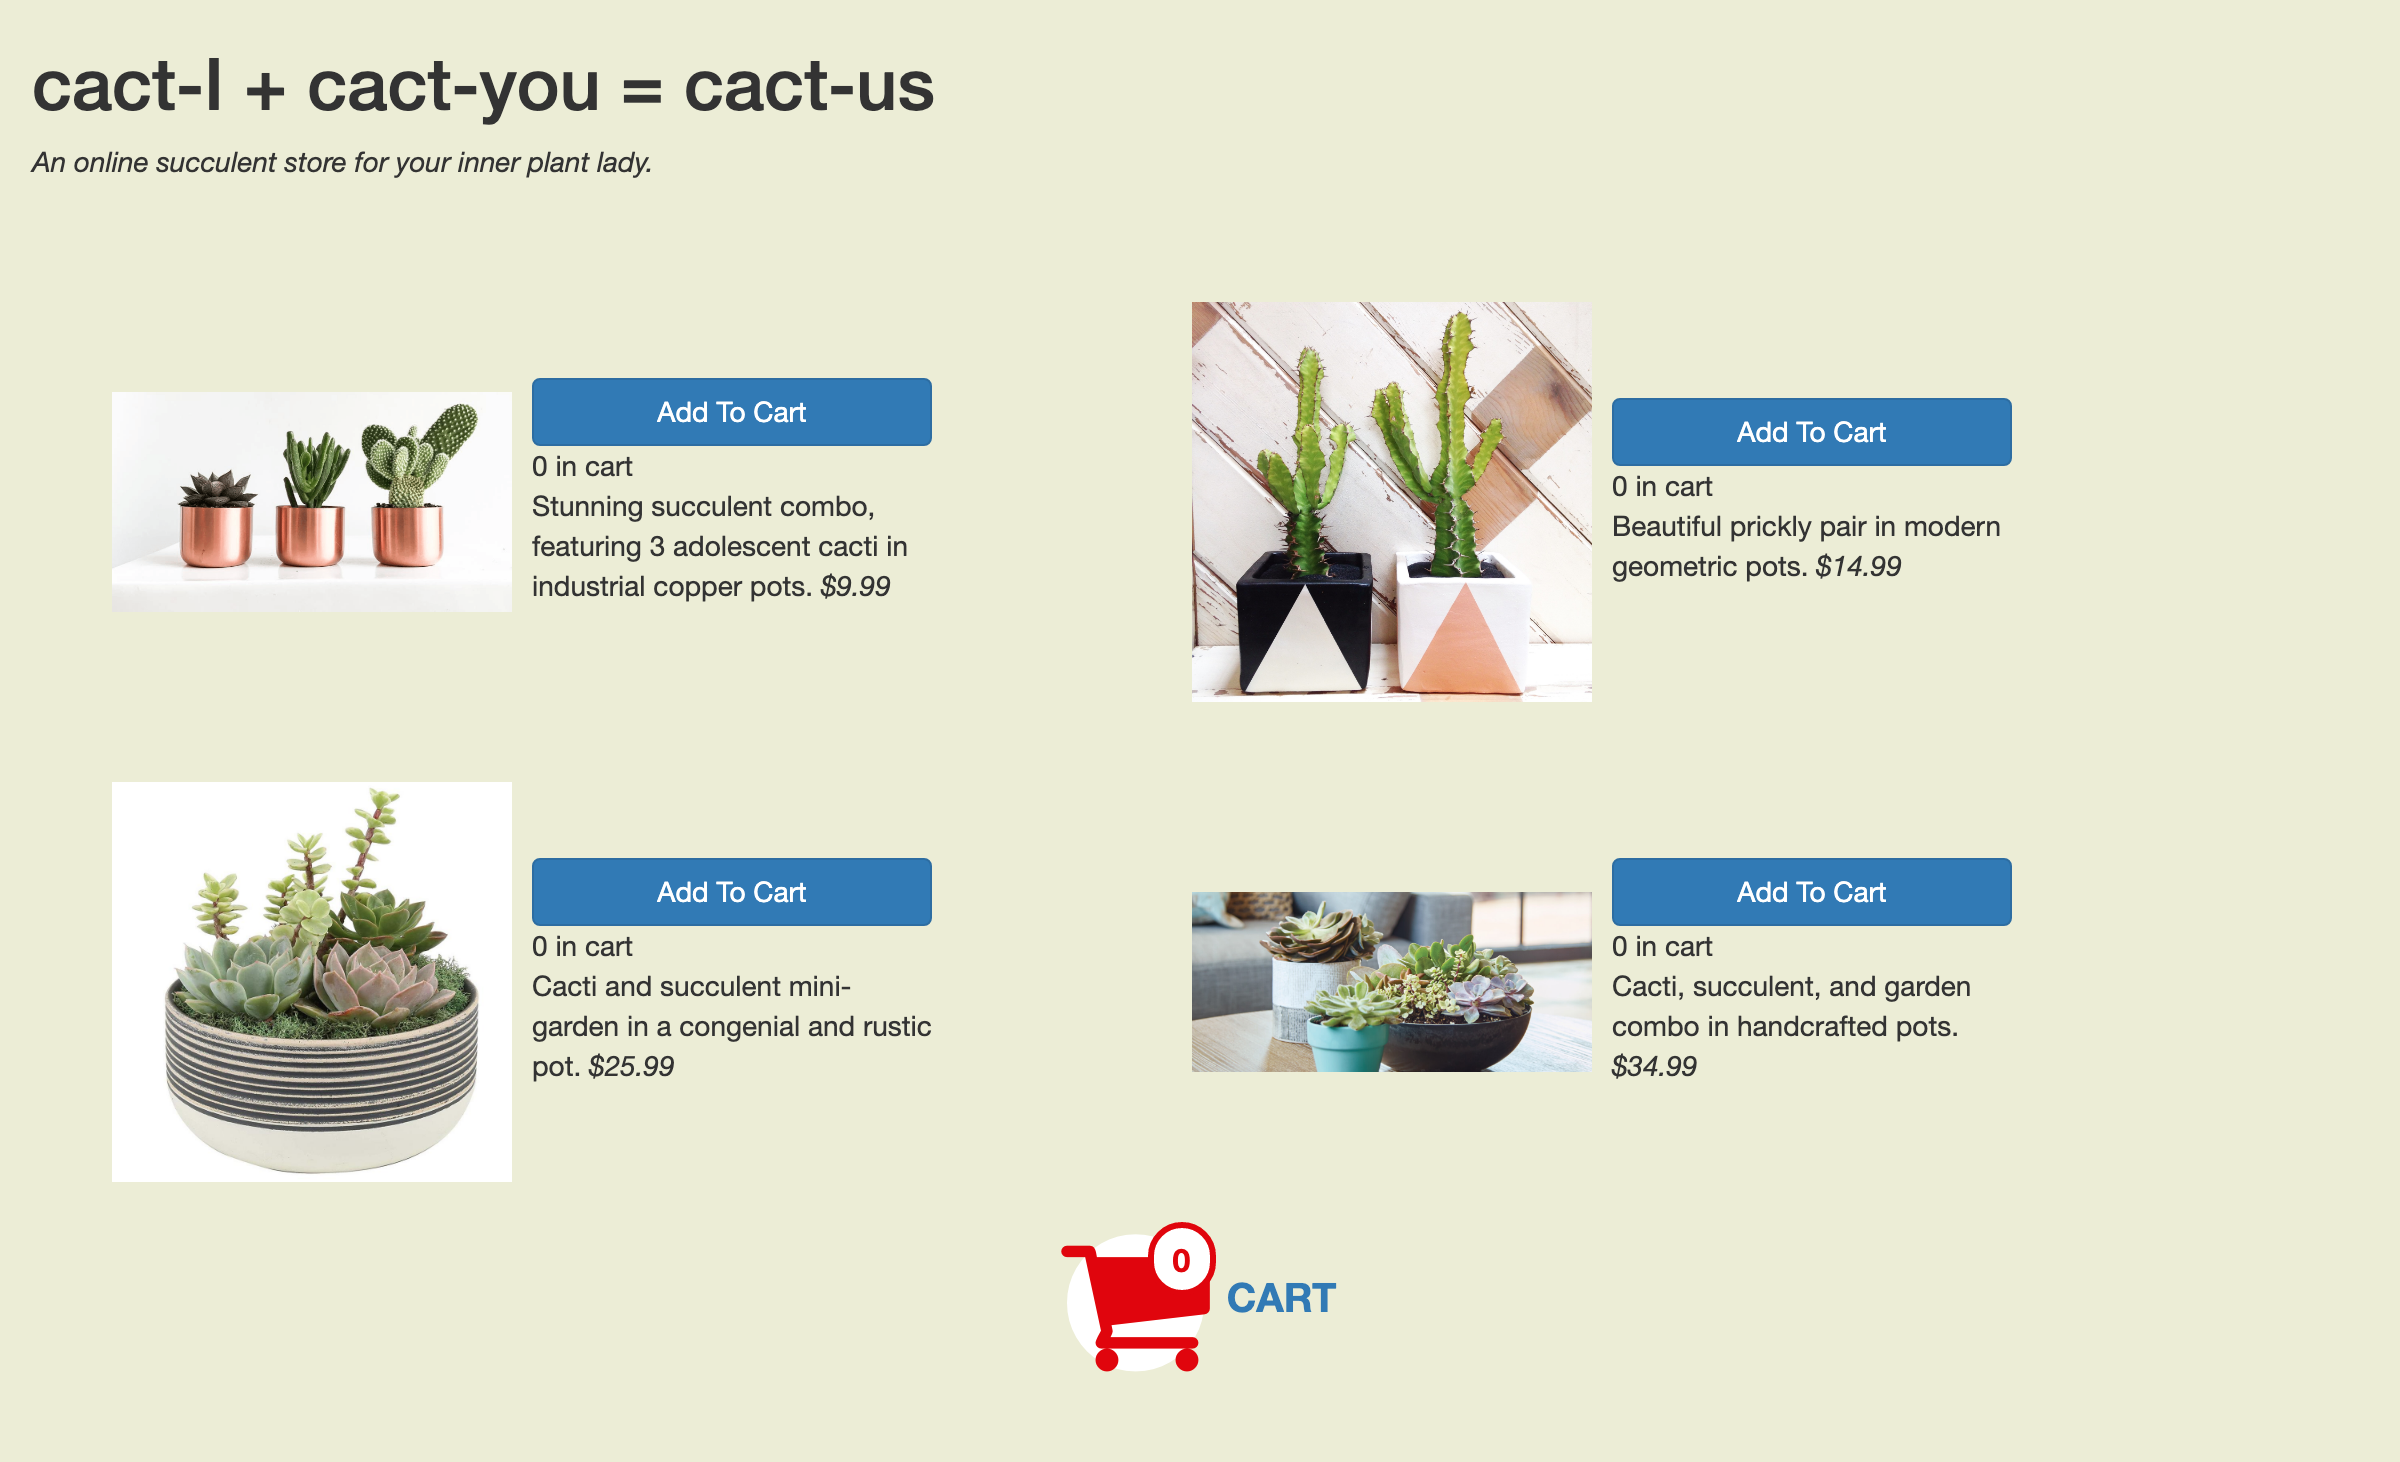 cact-I + cact-you = cact-us
An online succulent store for your inner plant lady.
Add To Cart
0 in cart
Stunning succulent combo,
featuring 3 adolescent cacti in
industrial copper pots. $9.99
Add To Cart
0 in cart
Beautiful prickly pair in modern
geometric pots. $14.99
Add To Cart
0 in cart
Cacti and succulent mini-
garden in a congenial and rustic
pot. $25.99
Add To Cart
0 in cart
Cacti, succulent, and garden
combo in handcrafted pots.
$34.99
0
CART